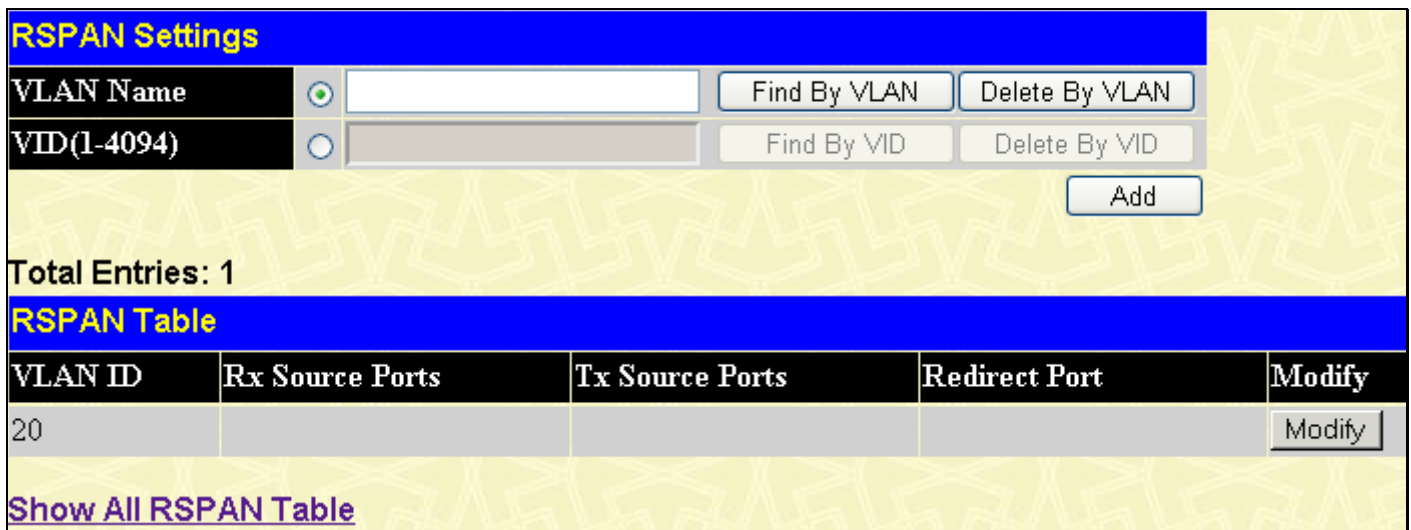 RSPAN Settings
VLAN Name Find By VLAN Delete By VLAN
VID(1-4094) Find By VID Delete By VID
Add
Total Entries: 1
RSPAN Table
VLAN ID Rx Source Ports Tx Source Ports Redirect Port Modify
20 Modify
Show All RSPAN Table